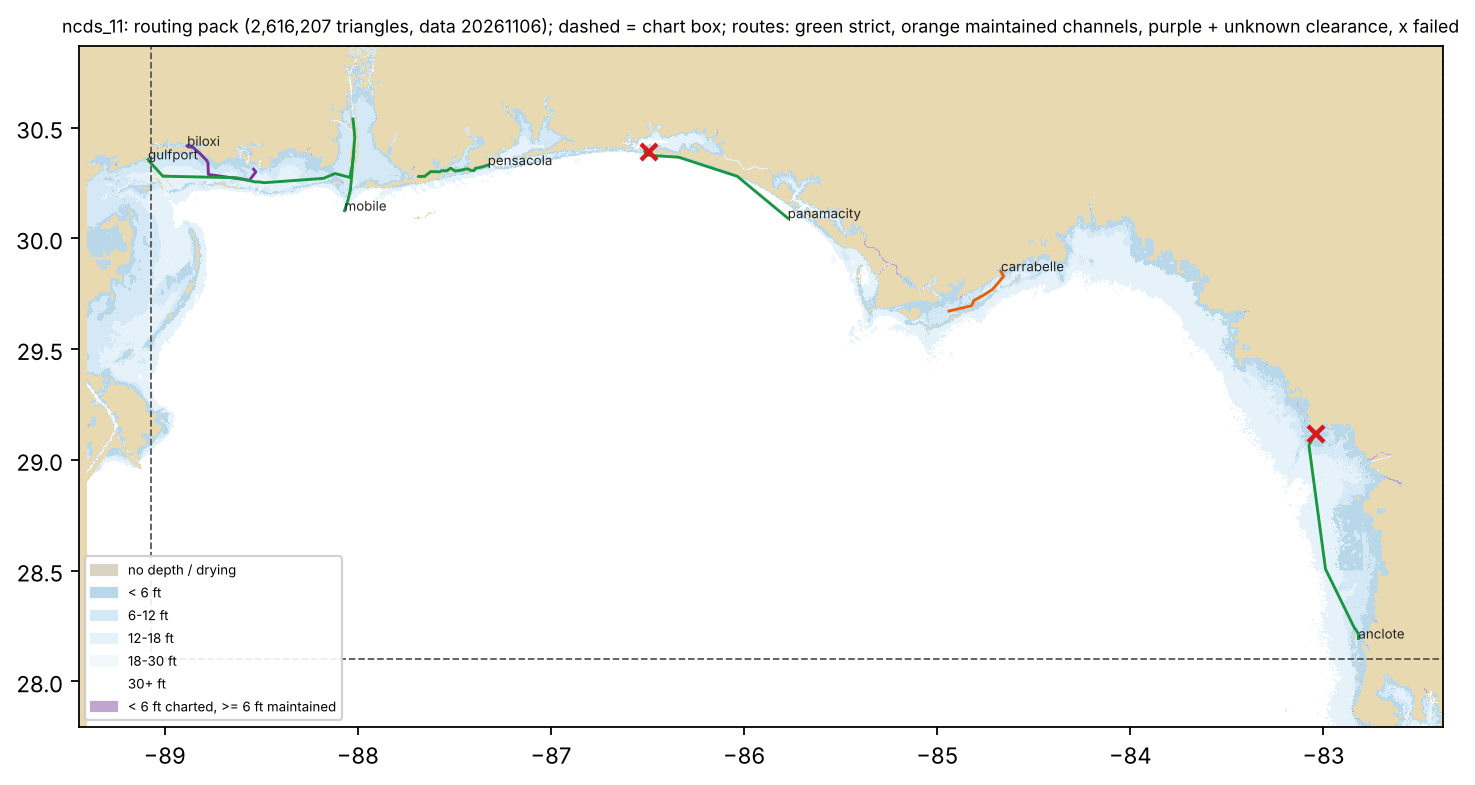 ncds_11: routing pack (2,616,207 triangles, data 20261106); dashed = chart box; routes: green strict, orange maintained channels, purple + unknown clearance, x failed
30.5
30.0
29.5
29.0
28.5
28.0
biloxi
gulfport
pensacola
mobile
panamacity
carrabelle
anclote
no depth / drying
< 6 ft
6-12 ft
12-18 ft
18-30 ft
30+ ft
< 6 ft charted, >= 6 ft maintained
−89
−88
−87
−86
−85
−84
−83